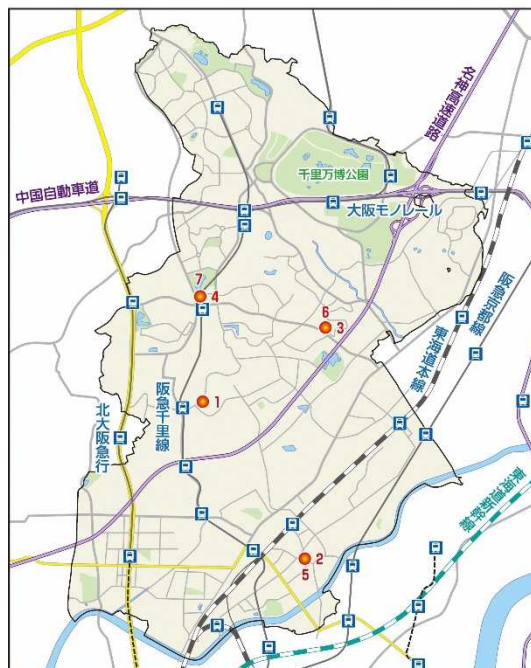 名神高速道路
千里万博公園
中国自動車道
大阪モノレール
阪急京都線
東海道本線
7
4
6
3
阪急千里線
1
北大阪急行
東海道新幹線
2
5